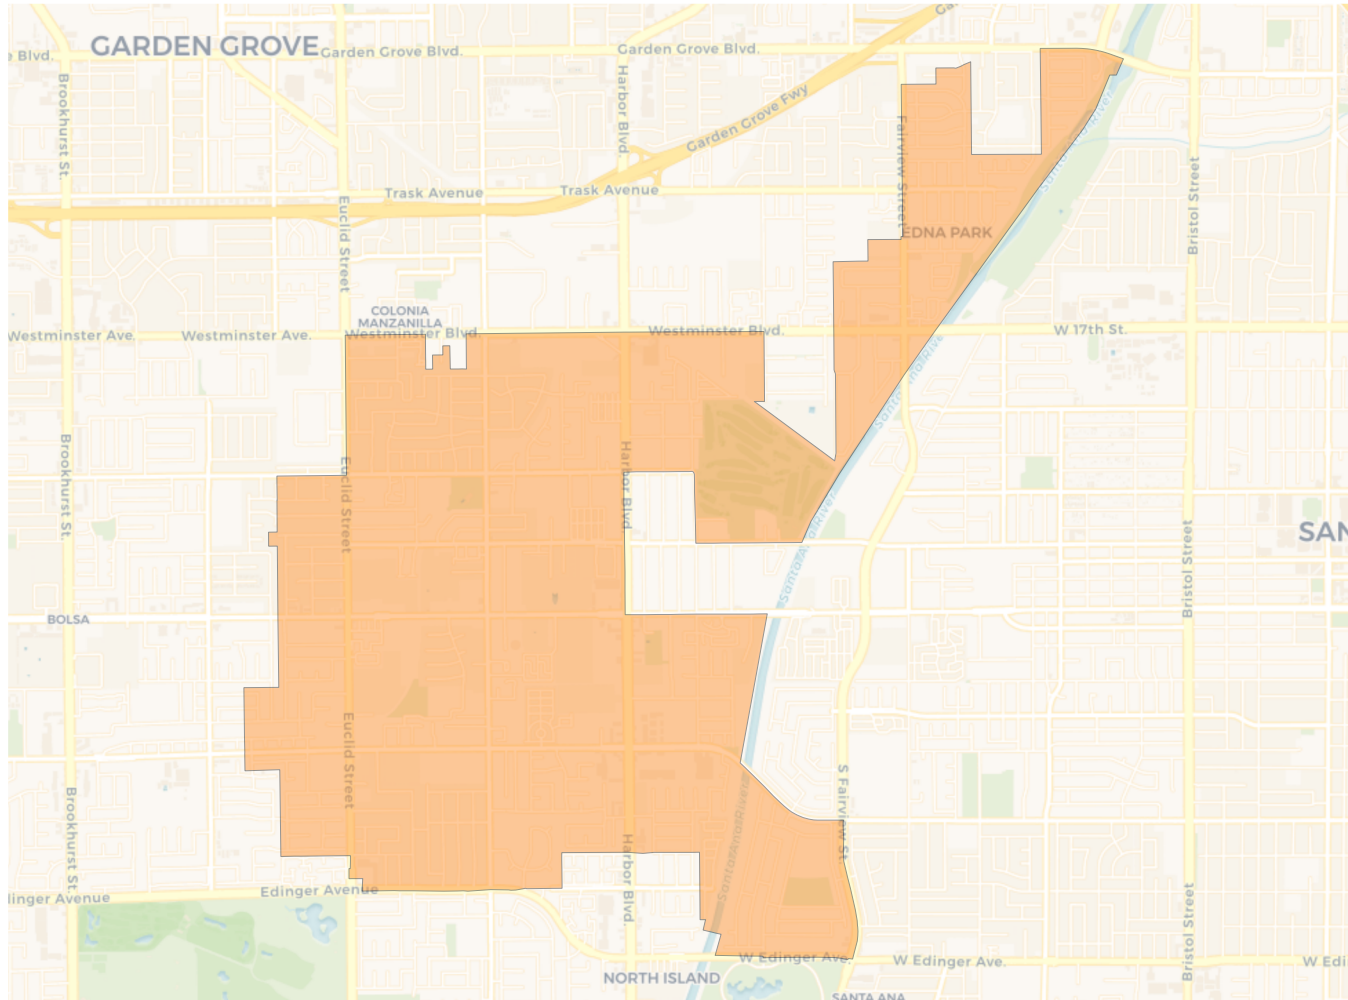 Ga
GARDEN GROVE
Garden Grove Blvd.
Garden Grove Blvd.
e Blvd.
Brookhurst St.
Harbor Blvd.
Garden Grove Fwy
Santa Ana River
Fairview Street
Trask Avenue
Trask Avenue
Bristol Street
Euclid Street
EDNA PARK
COLONIA
MANZANILLA
Westminster Ave.
Westminster Ave.
Westminster Blvd.
Westminster Blvd.
W 17th St.
Santa Ana River
Brookhurst St.
Euclid Street
Harbor Blvd.
Santa Ana River
Bristol Street
SAN
BOLSA
Euclid Street
Brookhurst St.
Harbor Blvd.
Santa Ana River
S Fairview St.
Bristol Street
dinger Avenue
Edinger Avenue
W Edinger Ave.
W Edinger Ave.
W Edi
NORTH ISLAND
SANTA ANA